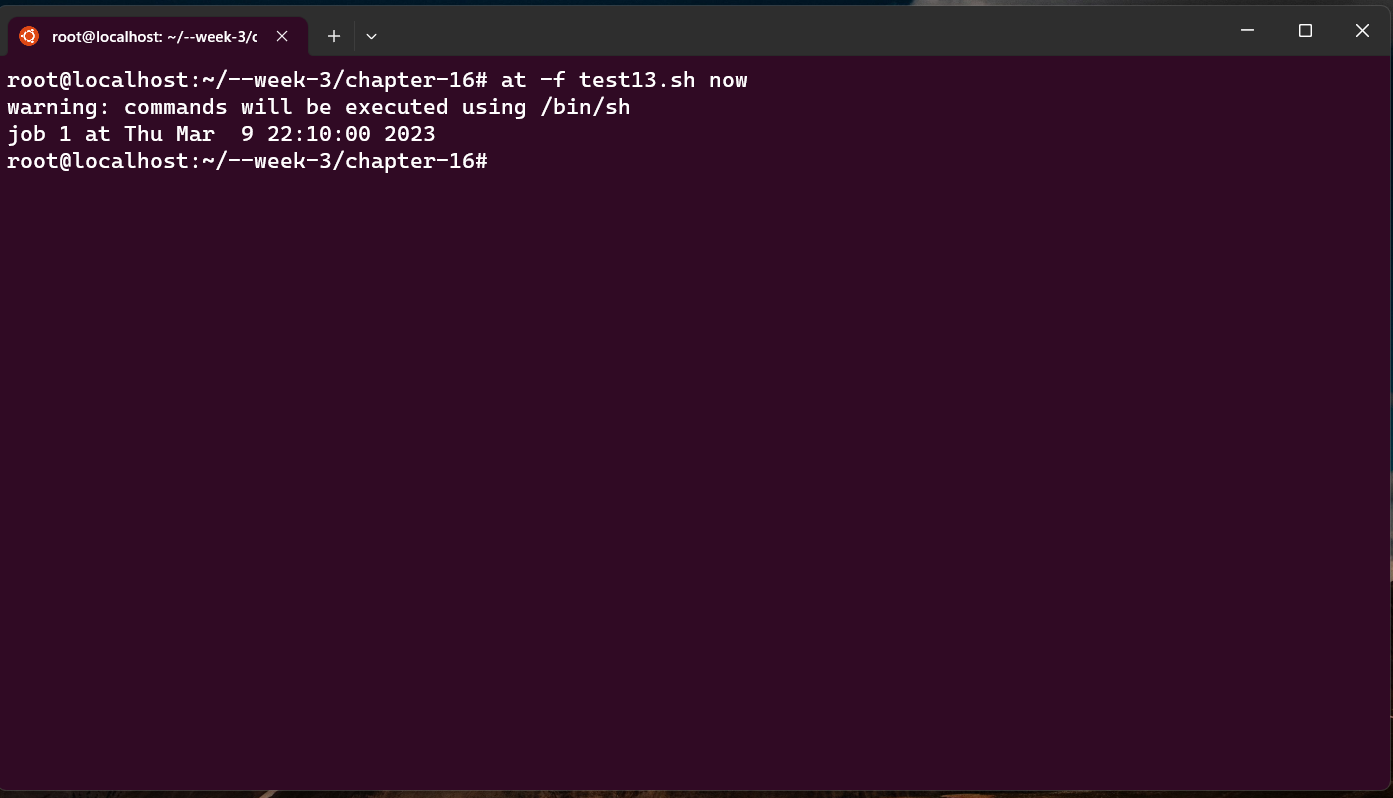 root@localhost: ~/--week-3/c
root@localhost:~/--week-3/chapter-16# at -f test13.sh now
warning: commands will be executed using /bin/sh
job 1 at Thu Mar  9 22:10:00 2023
root@localhost:~/--week-3/chapter-16#